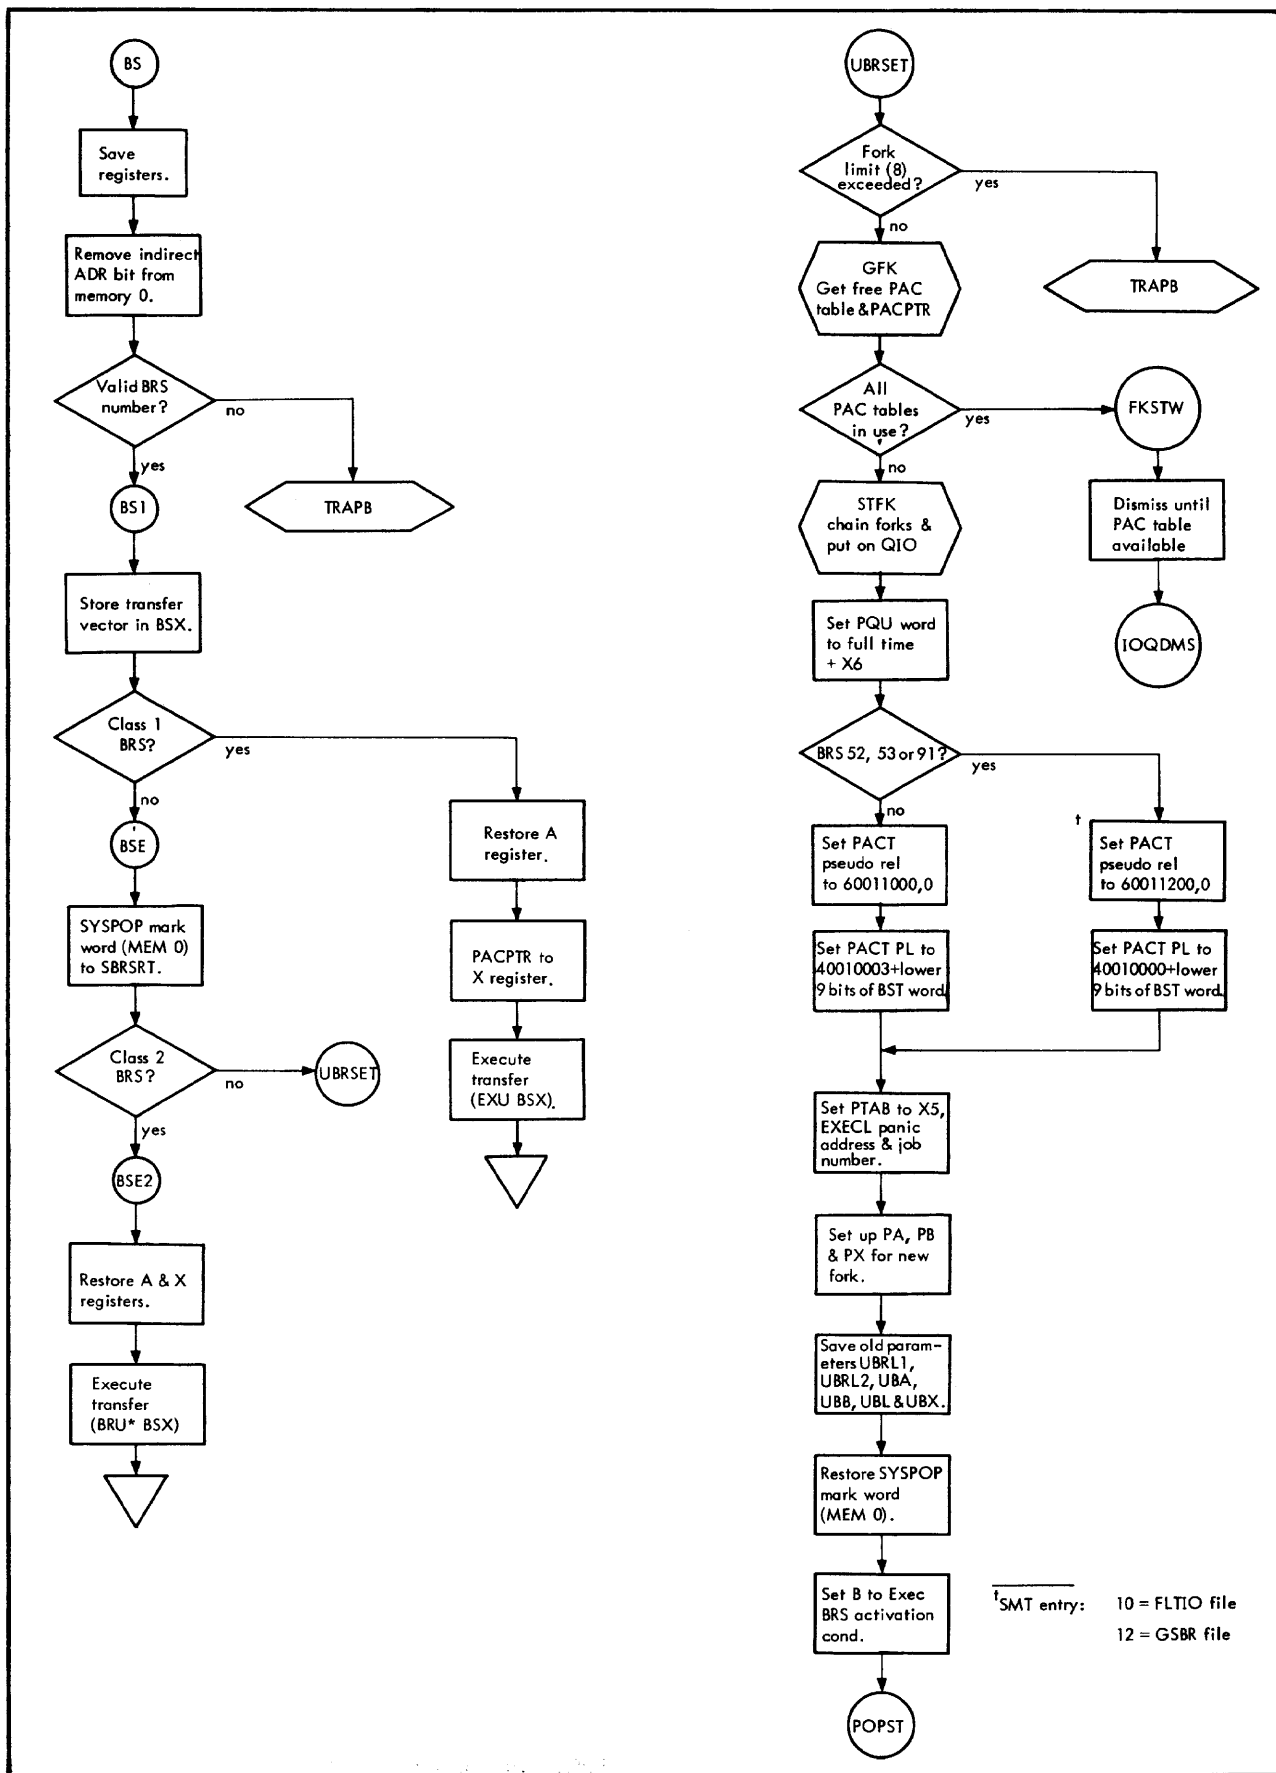 BS
Save
registers.
Remove indirect
ADR bit from
memory 0.
Valid BRS
number?
no
yes
TRAPB
BS1
Store transfer
vector in BSX.
Class 1
BRS?
yes
no
BSE
Restore A
register.
SYSPOP mark
word (MEM 0)
to SBRSRT.
PACPTR to
X register.
Class 2
BRS?
no
UBRSET
yes
Execute
transfer
(EXU BSX).
BSE2
Restore A & X
registers.
Execute
transfer
(BRU* BSX)
UBRSET
Fork
limit (8)
exceeded?
yes
no
TRAPB
GFK
Get free PAC
table &PACPTR
All
PAC tables
in use?
yes
no
FKSTW
STFK
chain forks &
put on QIO
Dismiss until
PAC table
available
Set PQU word
to full time
+ X6
IOQDMS
BRS 52, 53 or 91?
yes
no
Set PACT
pseudo rel
to 60011000,0
t
Set PACT
pseudo rel
to 60011200,0
Set PACT PL to
40010003+lower
9 bits of BST word.
Set PACT PL to
40010000+lower
9 bits of BST word.
Set PTAB to X5,
EXECL panic
address & job
number.
Set up PA, PB
& PX for new
fork.
Save old param-
eters UBRL1,
UBRL2, UBA,
UBB, UBL &UBX.
Restore SYSPOP
mark word
(MEM 0).
Set B to Exec
BRS activation
cond.
POPST
tSMT entry: 10 = FLTIO file
12 = GSBR file